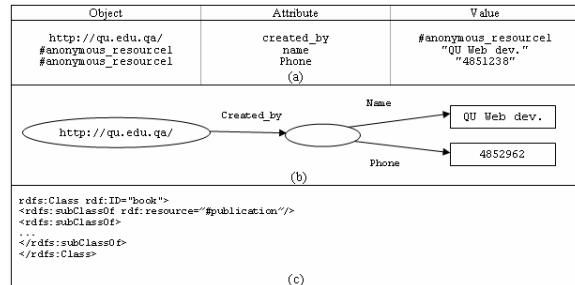 Object Attribute Value
http://qu.edu.qa/ created_by #anonymous_resource1
#anonymous_resource1 name "QU Web dev."
#anonymous_resource1 Phone "4851238"
(a)
http://qu.edu.qa/ Created_by Name QU Web dev.
Phone 4852962
(b)
rdfs:Class rdf:ID="book">
<rdfs:subClassOf rdf:resource="#publication"/>
<rdfs:subClassOf>
...
</rdfs:subClassOf>
</rdfs:Class>
(c)